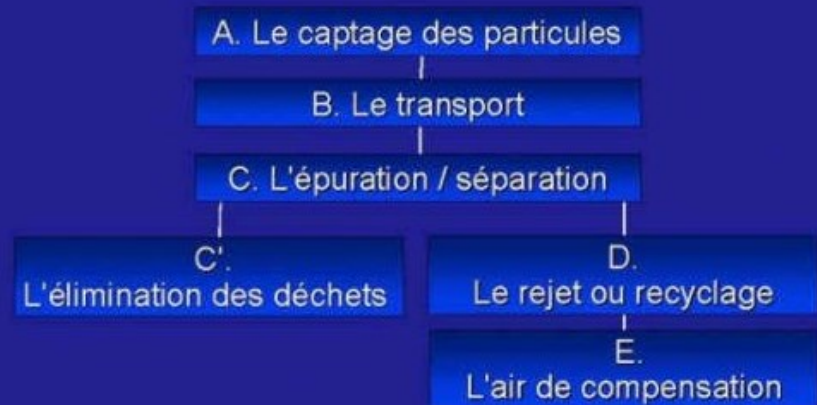 A. Le captage des particules
B. Le transport
C. L'épuration / séparation
C'.
L'élimination des déchets
D.
Le rejet ou recyclage
E.
L'air de compensation